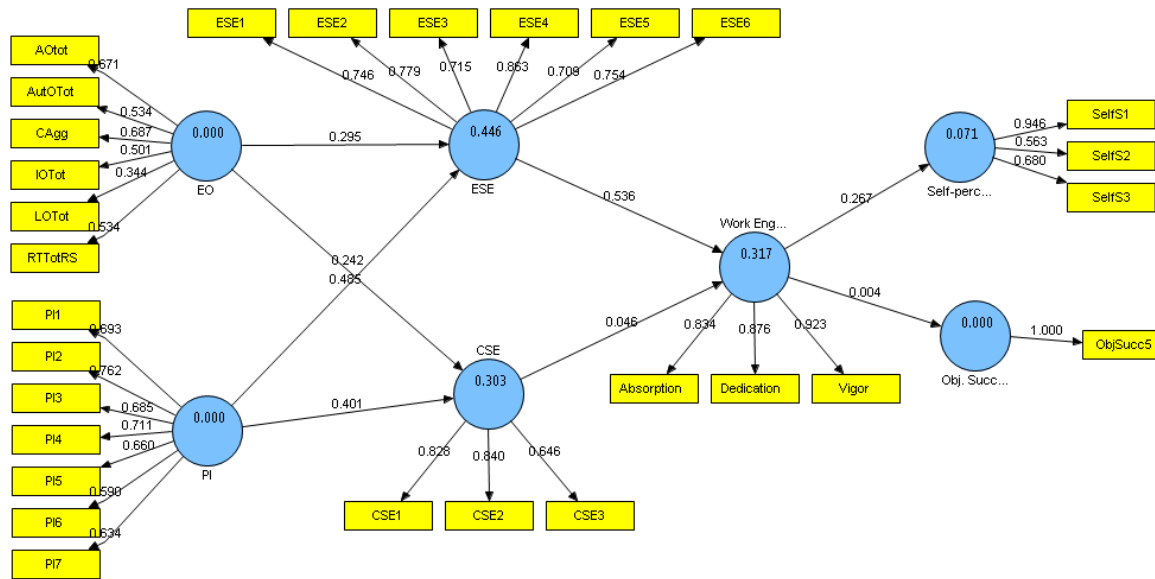 ESE1
ESE2
ESE3
ESE4
ESE5
ESE6
0.746
0.779
0.715
0.863
0.709
0.754
AOtot
AutOTot
CAgg
IOTot
LOTot
RTTotRS
0.671
0.534
0.687
0.501
0.344
0.534
0.000
EO
0.295
0.446
ESE
0.242
0.485
0.536
PI1
PI2
PI3
PI4
PI5
PI6
PI7
0.693
0.762
0.685
0.711
0.660
0.590
0.634
0.000
PI
0.401
CSE
0.303
0.828
0.840
0.646
CSE1
CSE2
CSE3
0.046
Work Eng...
0.317
0.834
0.876
0.923
Absorption
Dedication
Vigor
0.267
0.071
Self-perc...
0.946
0.563
0.680
SelfS1
SelfS2
SelfS3
0.004
0.000
Obj. Succ...
1.000
ObjSucc5